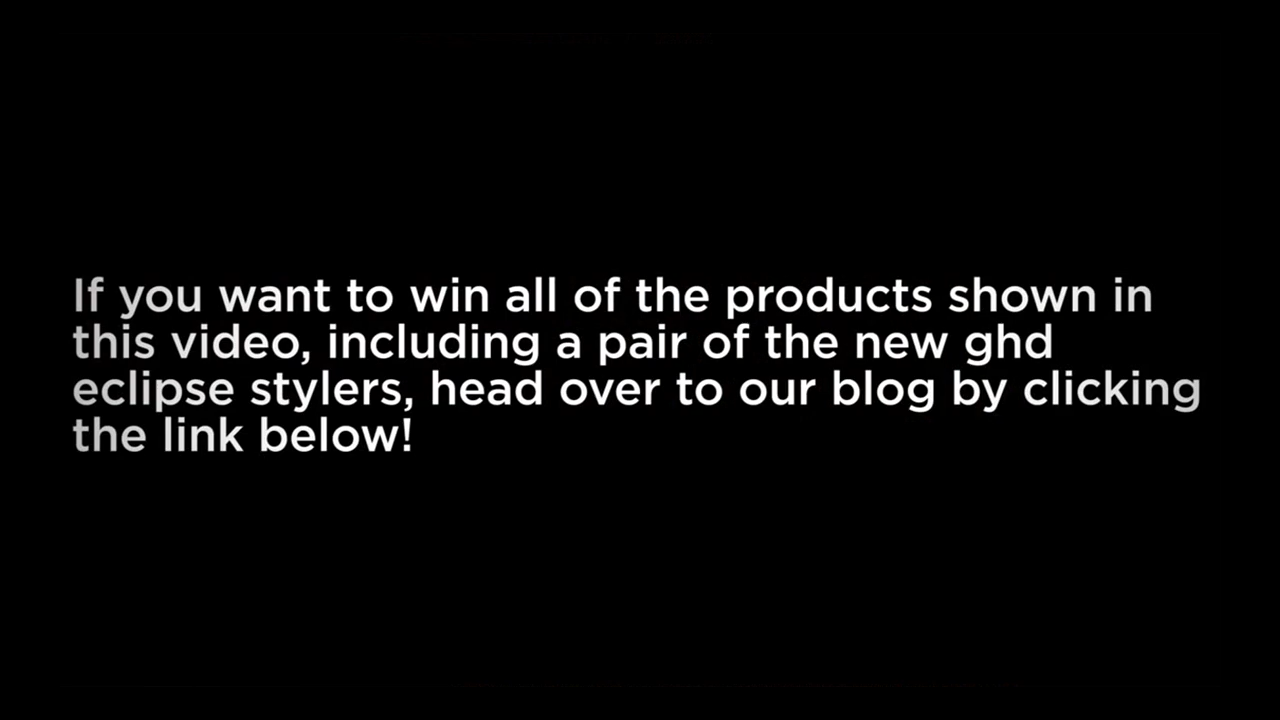 If you want to win all of the products shown in
this video, including a pair of the new ghd
eclipse stylers, head over to our blog by clicking
the link below!